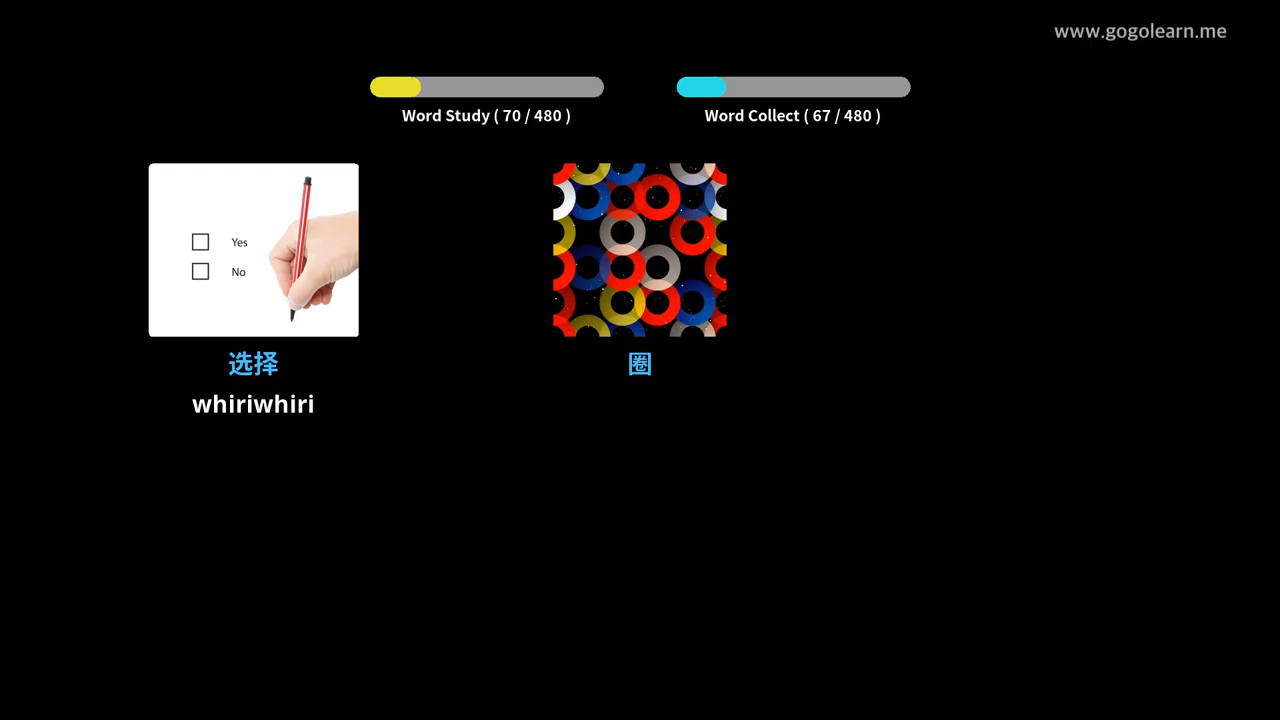 www.gogolearn.me
Word Study ( 70 / 480 )
Word Collect ( 67 / 480 )
Yes
No
选择
圈
whiriwhiri